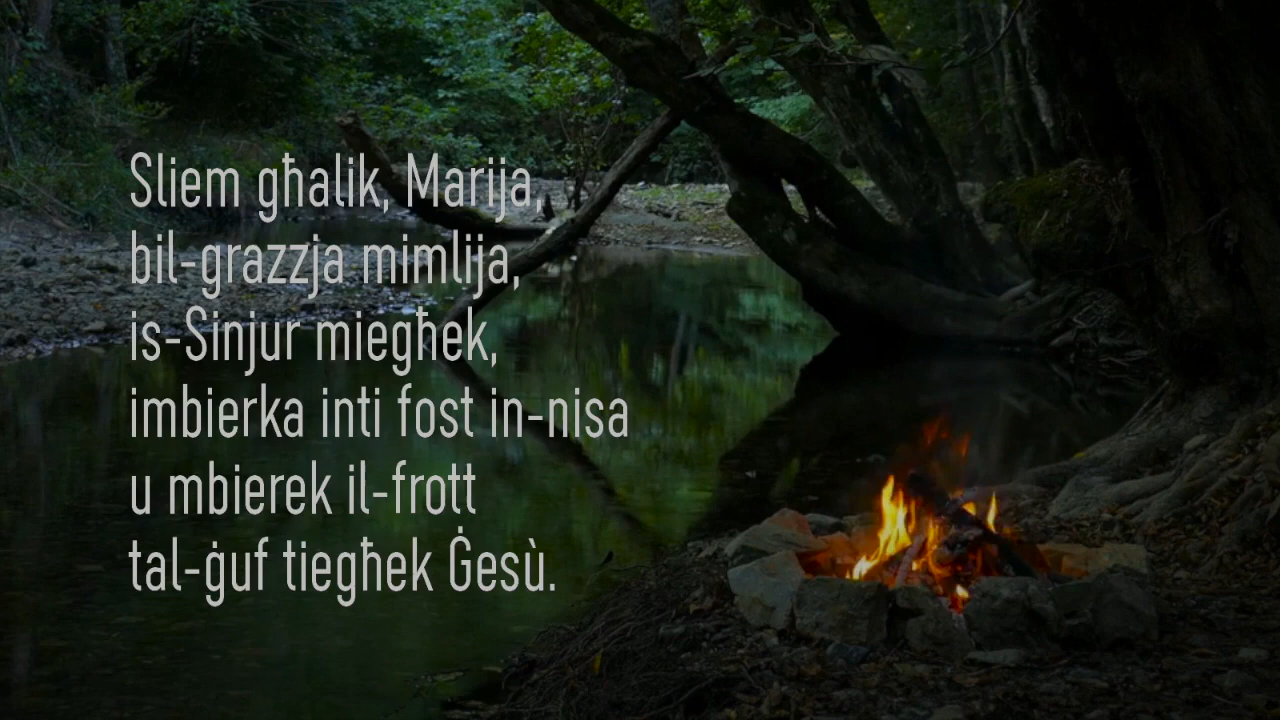 Sliem għalik, Marija,
bil-grazzja mimlija,
is-Sinjur miegħek,
imbierka inti fost in-nisa
u mbierek il-frott
tal-ġuf tiegħek Ġesù.